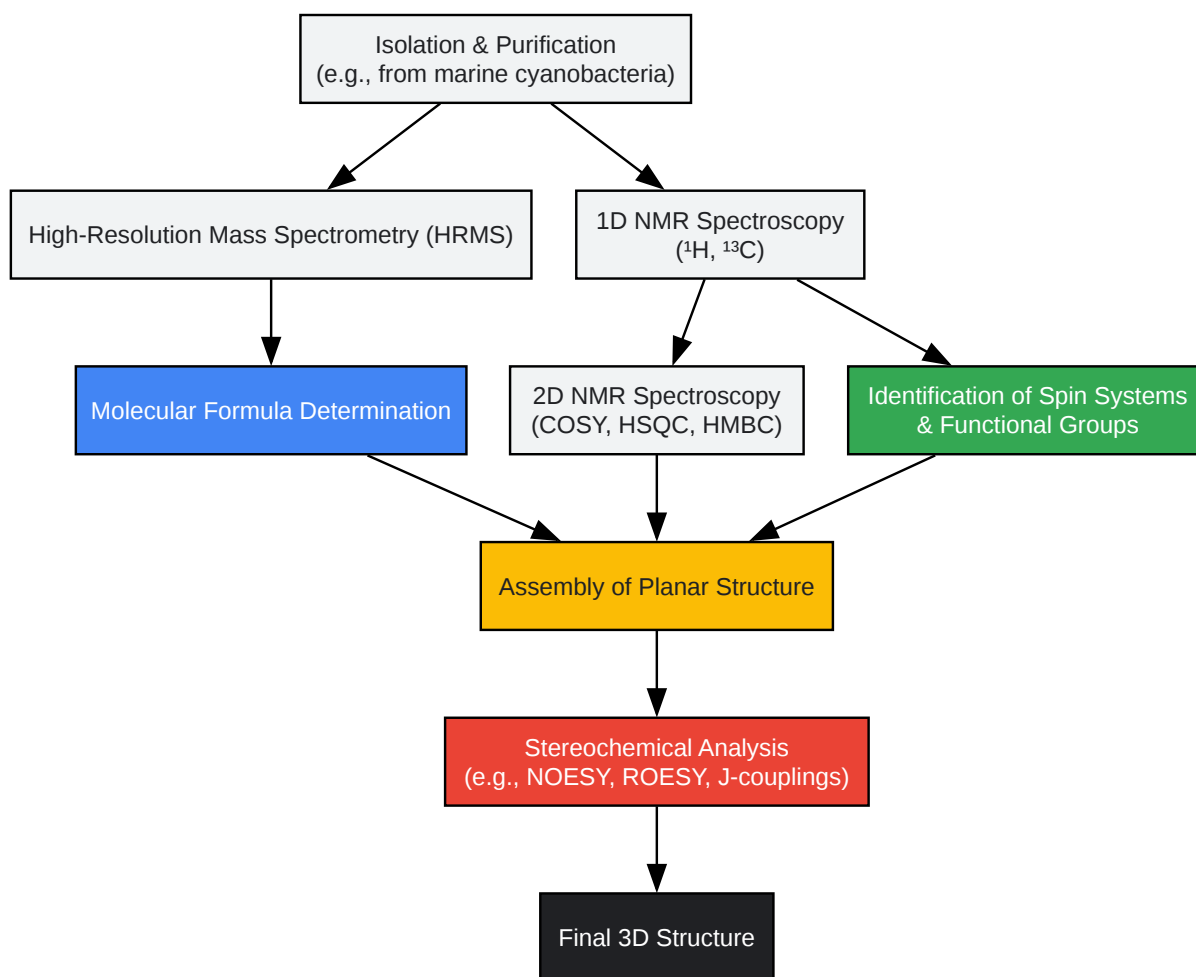 Isolation & Purification
(e.g., from marine cyanobacteria)
High-Resolution Mass Spectrometry (HRMS)
1D NMR Spectroscopy
(¹H, ¹³C)
Molecular Formula Determination
2D NMR Spectroscopy
(COSY, HSQC, HMBC)
Identification of Spin Systems
& Functional Groups
Assembly of Planar Structure
Stereochemical Analysis
(e.g., NOESY, ROESY, J-couplings)
Final 3D Structure